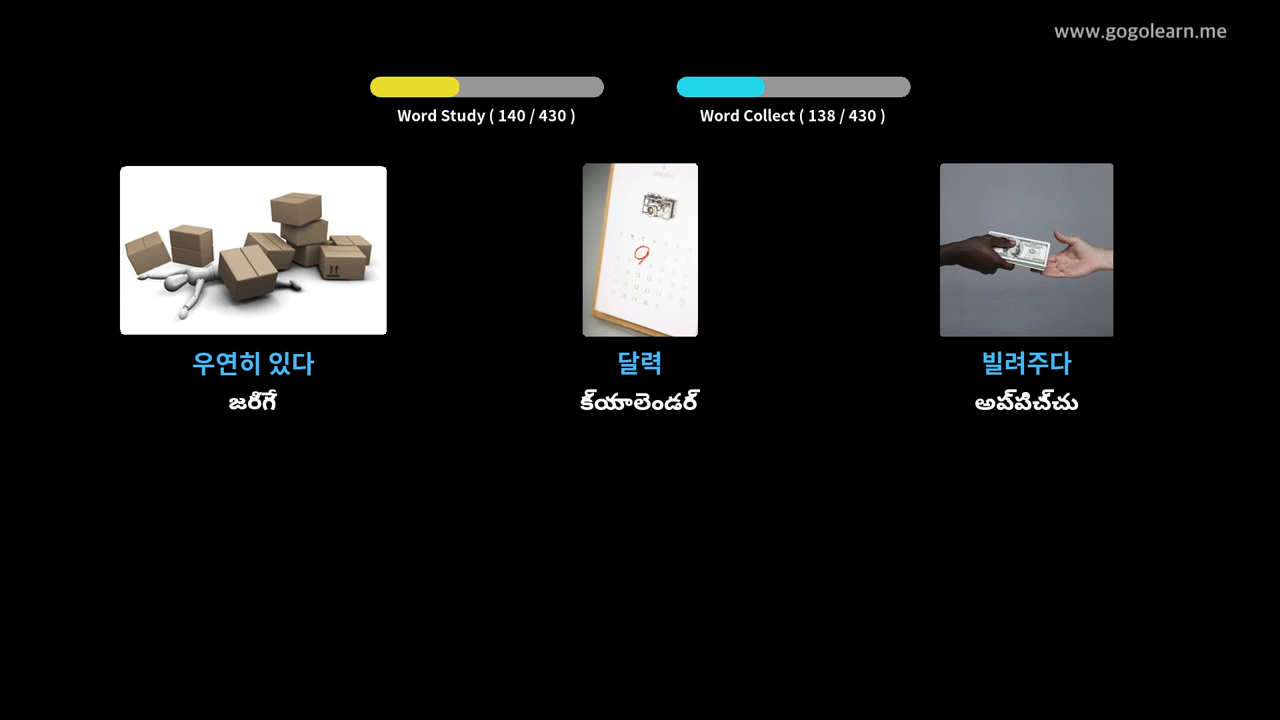 www.gogolearn.me
Word Study ( 140 / 430 )
Word Collect ( 138 / 430 )
우연히 있다
달력
빌려주다
జరిగే
క్‌యాలెండర్
అప్‌పిచ్‌చు